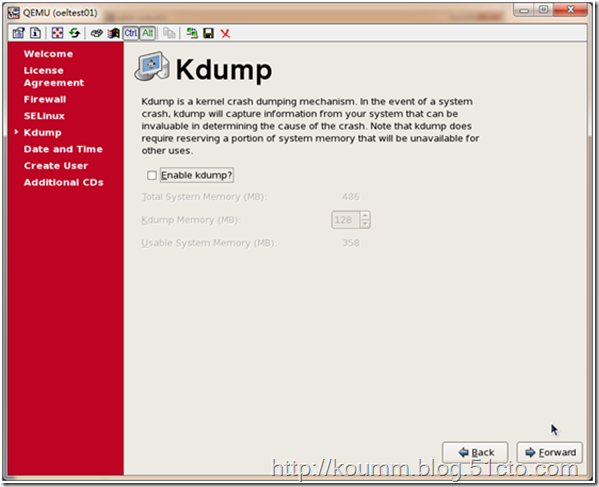 QEMU (oeltest01)
Ctrl Alt
Welcome
License
Agreement
Firewall
SELinux
Kdump
Date and Time
Create User
Additional CDs
Kdump
Kdump is a kernel crash dumping mechanism. In the event of a system
crash, kdump will capture information from your system that can be
invaluable in determining the cause of the crash. Note that kdump does
require reserving a portion of system memory that will be unavailable for
other uses.
Enable kdump?
Total System Memory (MB): 486
Kdump Memory (MB): 128
Usable System Memory (MB): 358
Back Forward
http://koumm.blog.51cto.com